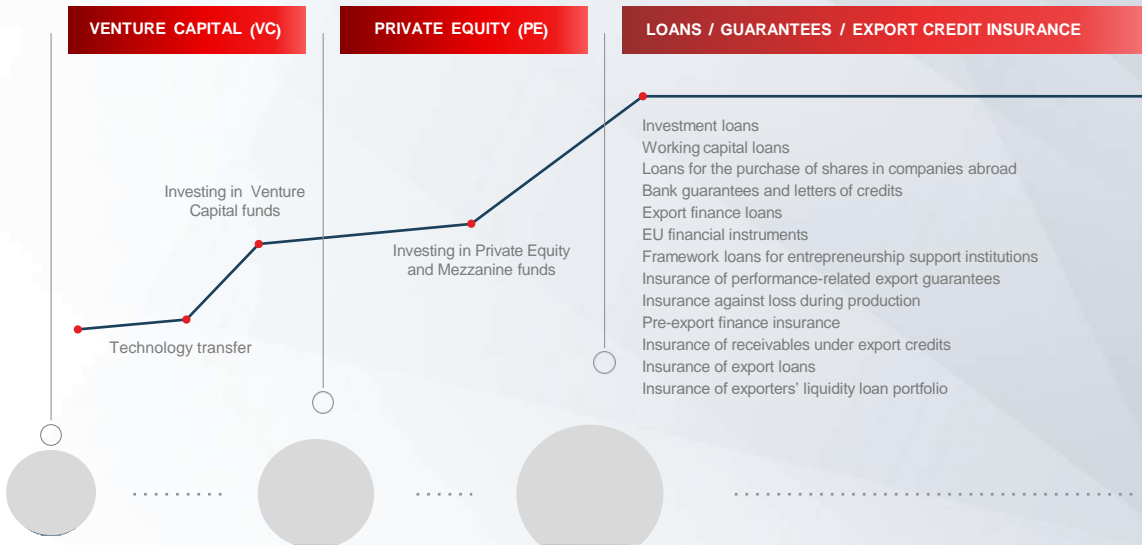 VENTURE CAPITAL (VC)
PRIVATE EQUITY (PE)
LOANS / GUARANTEES / EXPORT CREDIT INSURANCE
Investing in Venture
Capital funds
Technology transfer
Investing in Private Equity
and Mezzanine funds
Investment loans
Working capital loans
Loans for the purchase of shares in companies abroad
Bank guarantees and letters of credits
Export finance loans
EU financial instruments
Framework loans for entrepreneurship support institutions
Insurance of performance-related export guarantees
Insurance against loss during production
Pre-export finance insurance
Insurance of receivables under export credits
Insurance of export loans
Insurance of exporters’ liquidity loan portfolio